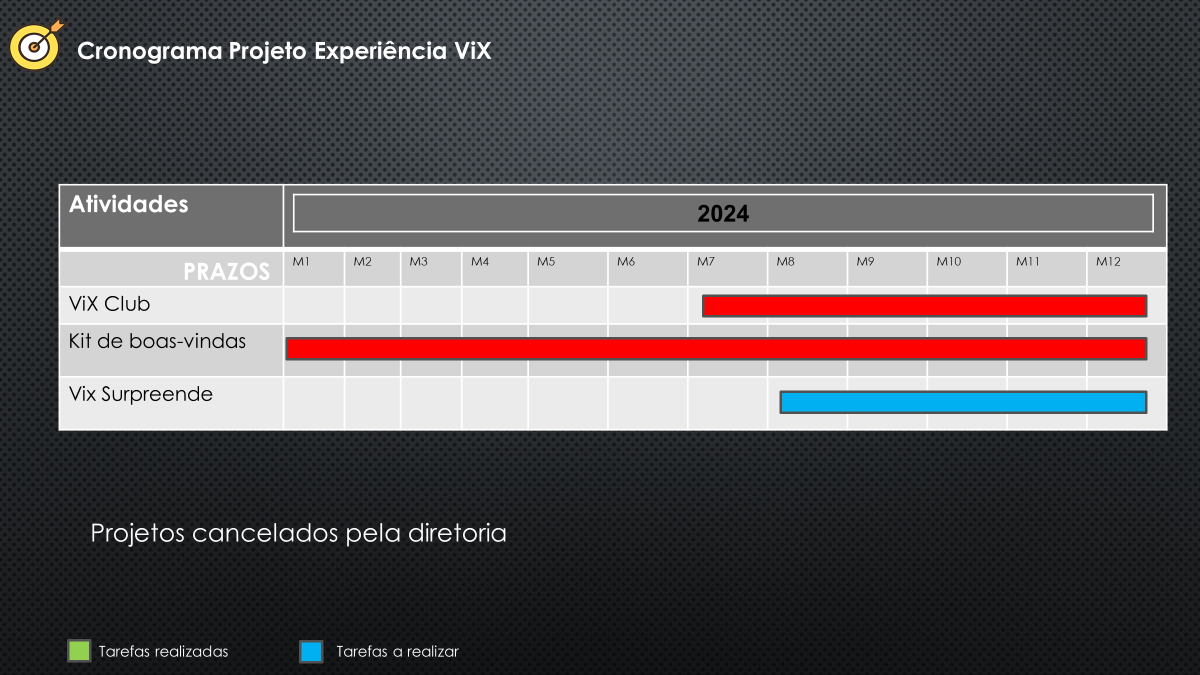 Cronograma Projeto Experiência ViX
Atividades
2024
PRAZOS M1 M2 M3 M4 M5 M6 M7 M8 M9 M10 M11 M12
ViX Club
Kit de boas-vindas
Vix Surpreende
Projetos cancelados pela diretoria
Tarefas realizadas Tarefas a realizar